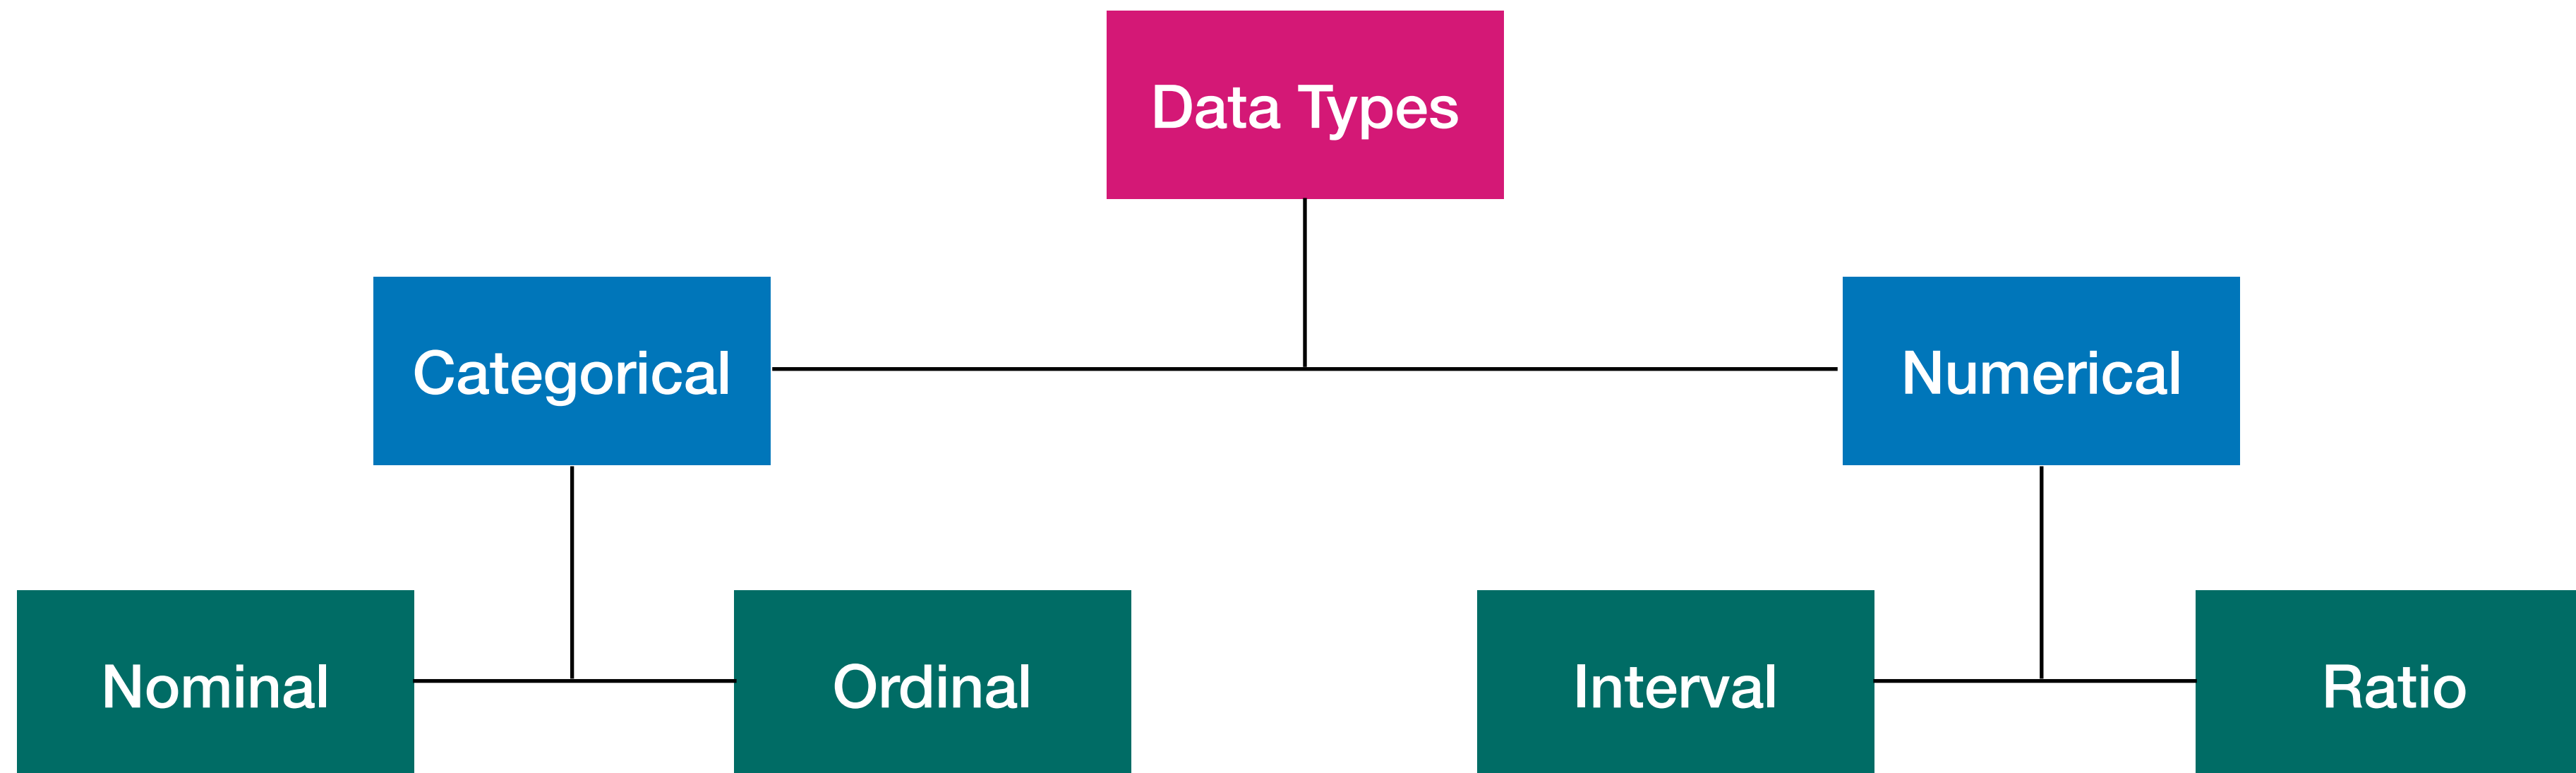 Data Types
Categorical
Numerical
Nominal
Ordinal
Interval
Ratio